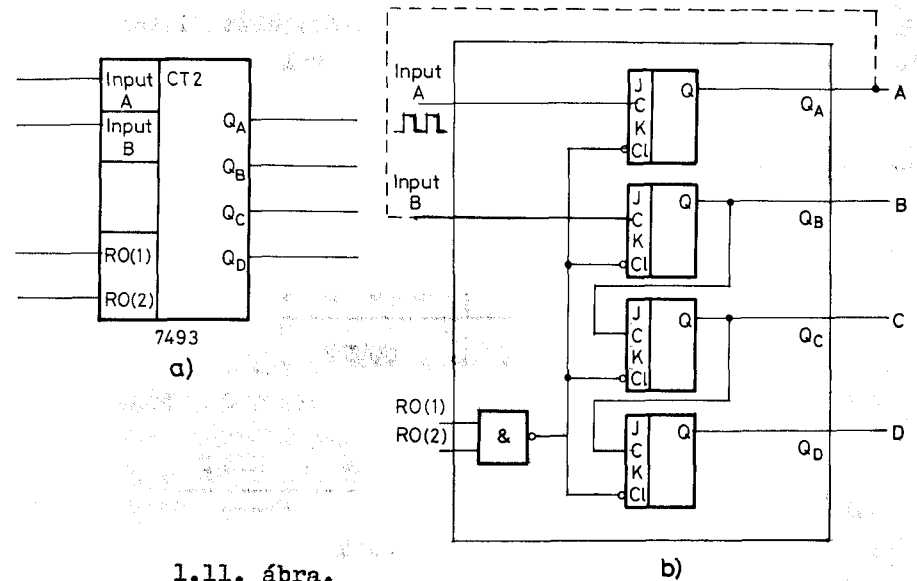 Input
A
CT2
Input
B
RO(1)
RO(2)
QA
QB
QC
QD
7493
a)
Input
A
Input
B
RO(1)
RO(2)
&
J
C
K
Cl
Q
QA
A
J
C
K
Cl
Q
QB
B
J
C
K
Cl
Q
QC
C
J
C
K
Cl
Q
QD
D
b)
1.11. ábra.